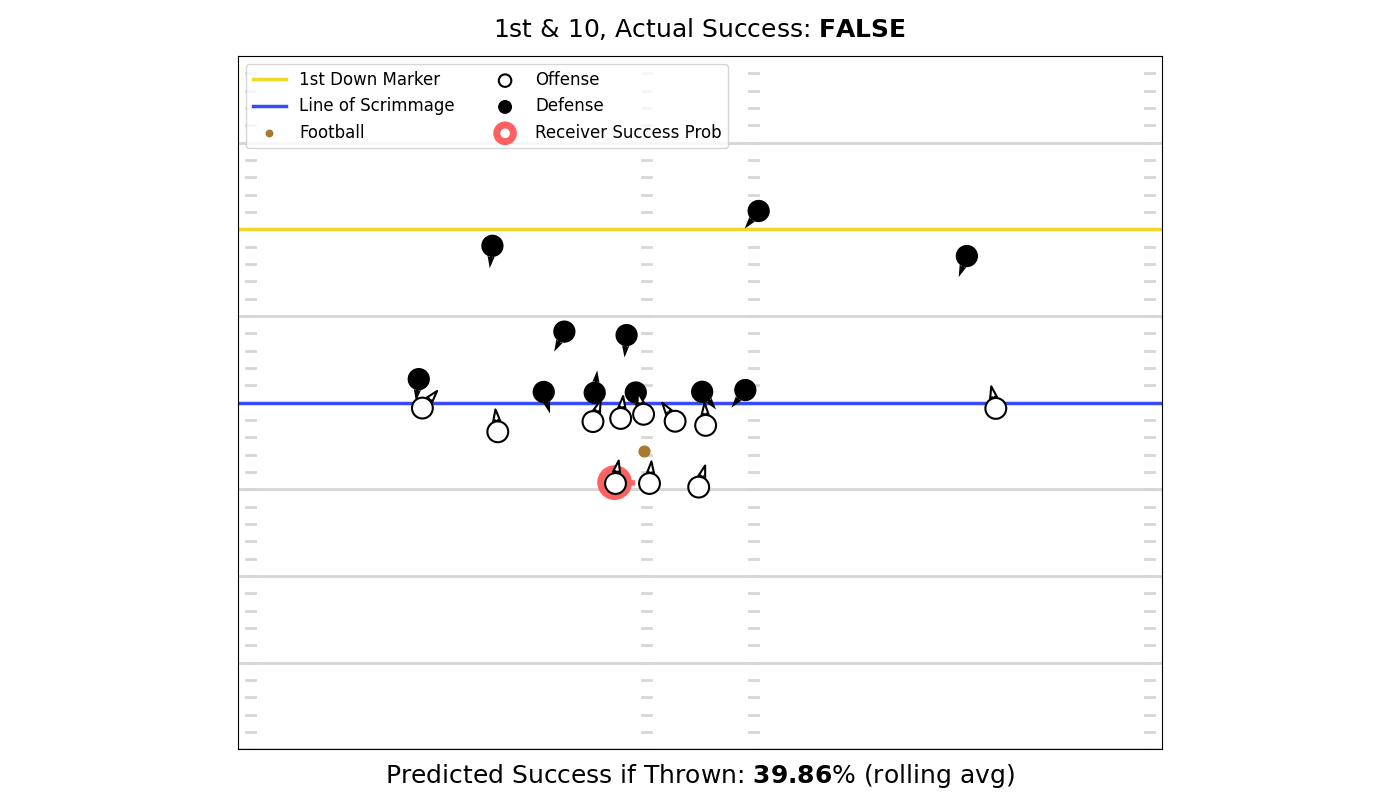 1st & 10, Actual Success: FALSE
1st Down Marker
Line of Scrimmage
Football
Offense
Defense
Receiver Success Prob
Predicted Success if Thrown: 39.86% (rolling avg)